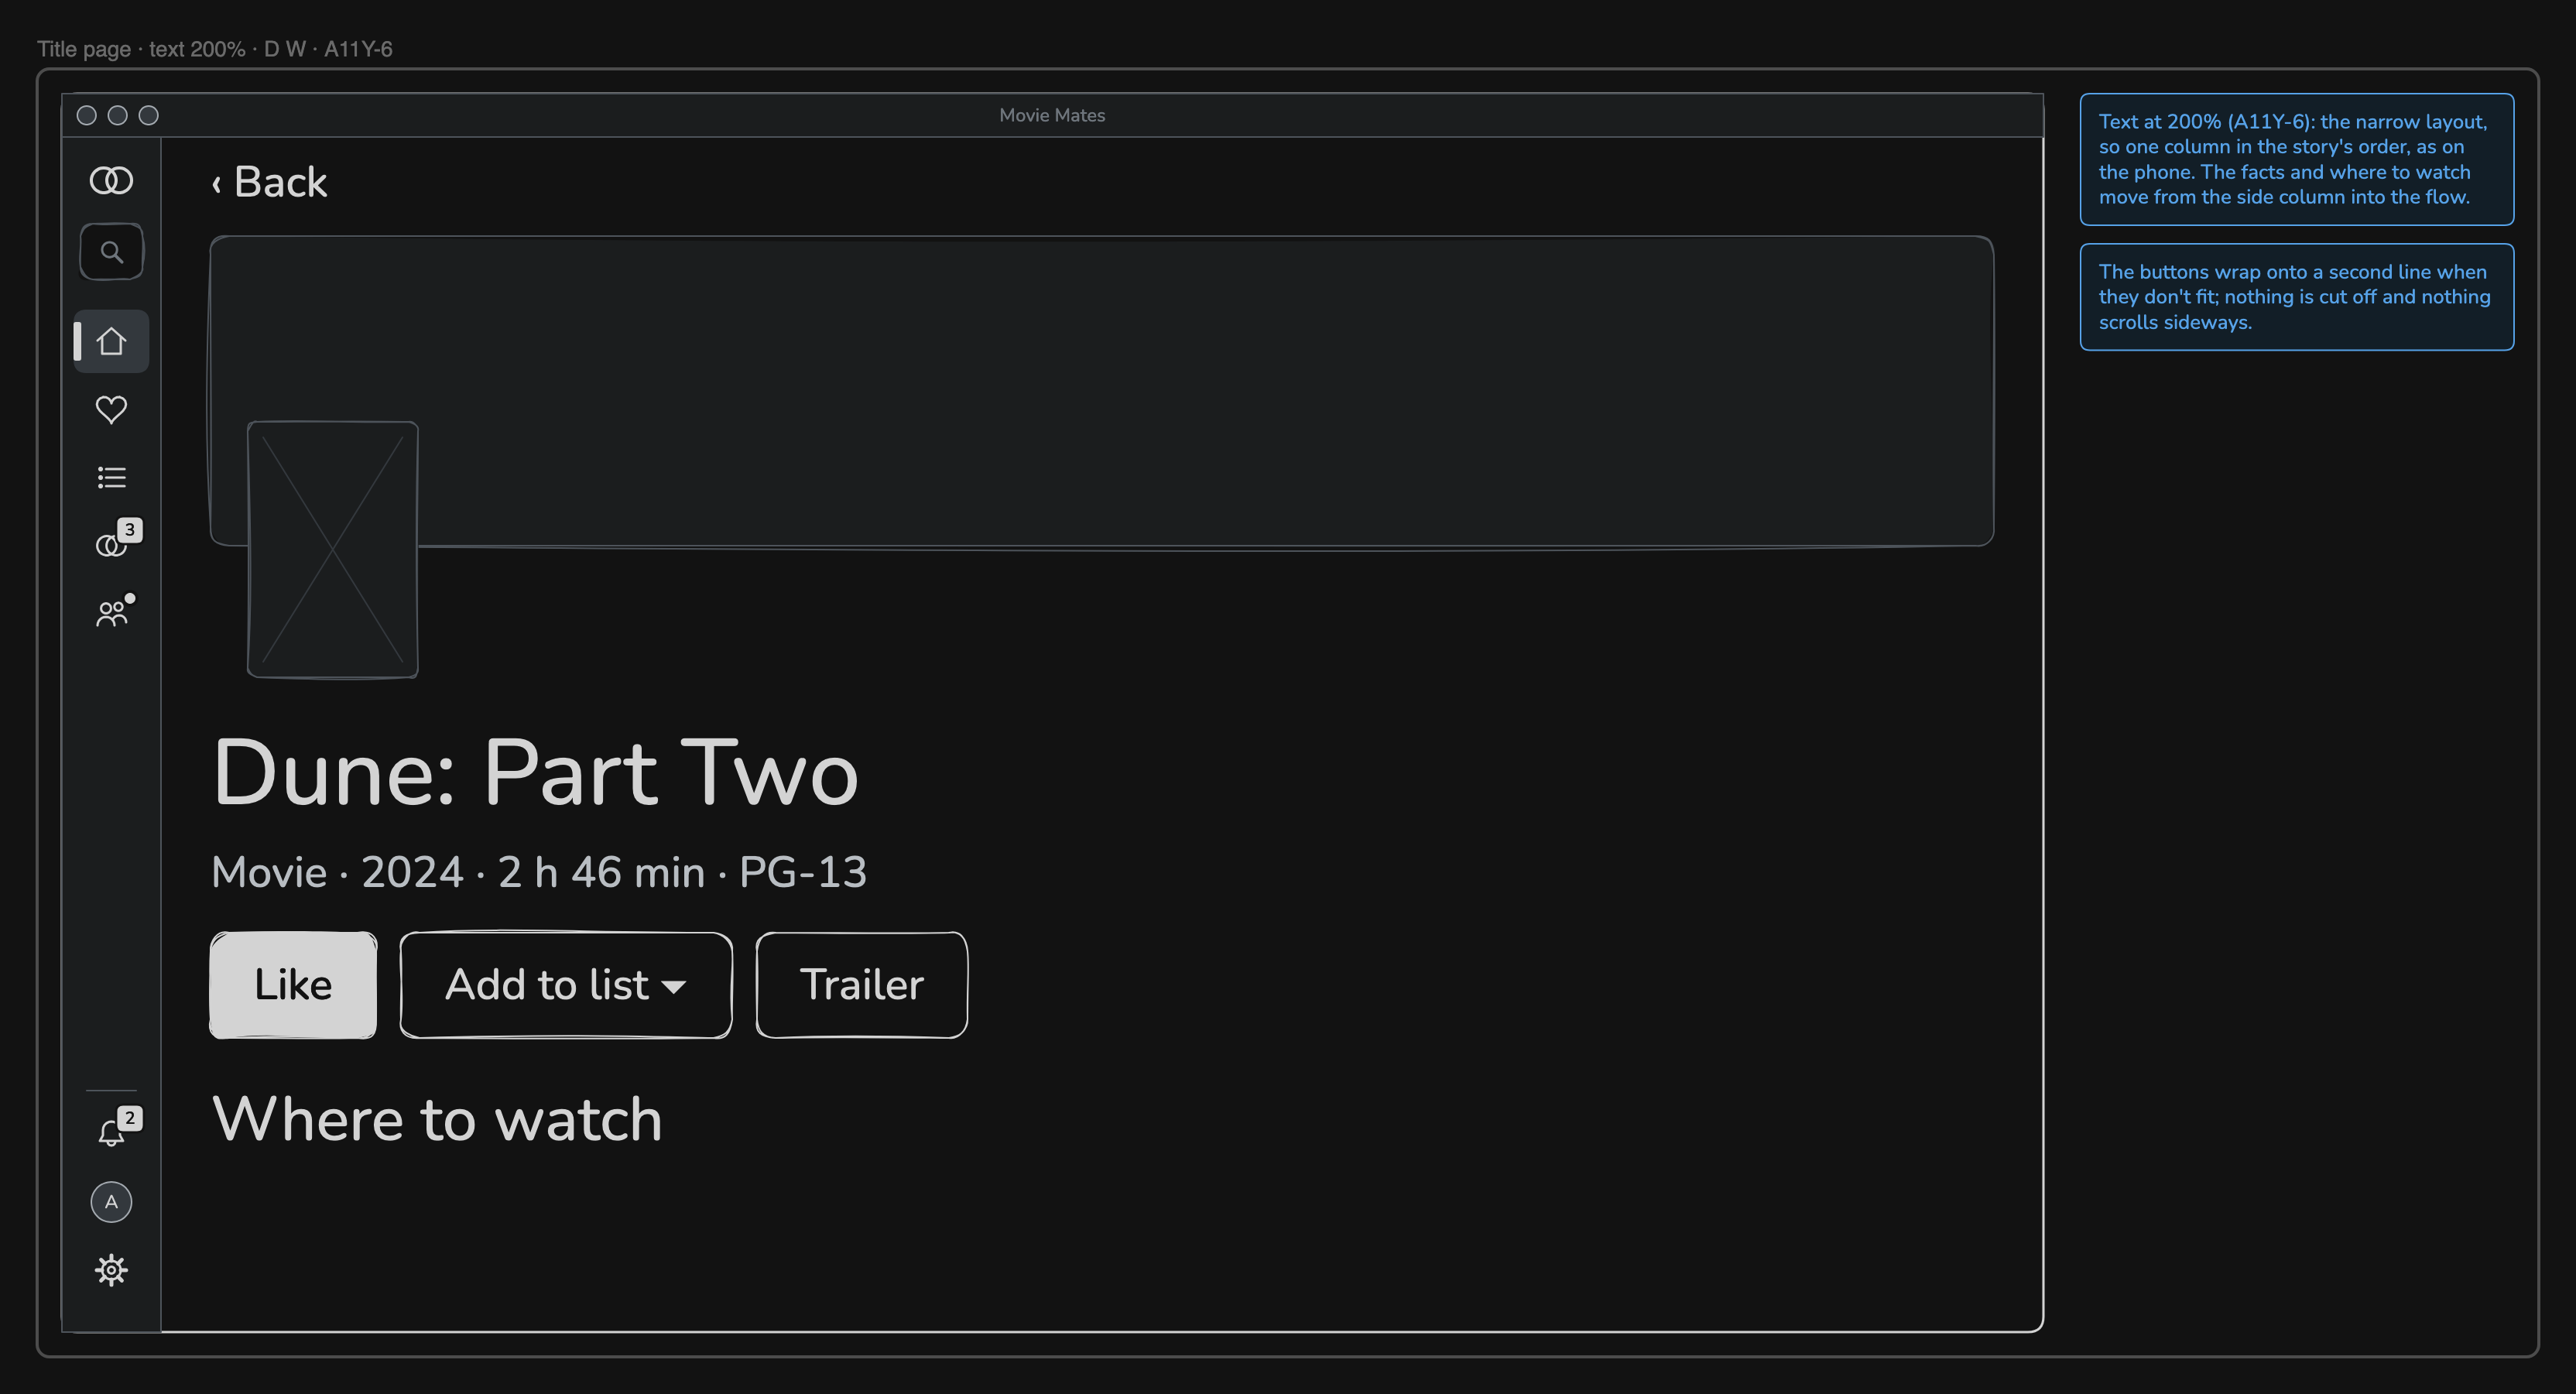 Title page · text 200% · D W · A11Y-6
Movie Mates
‹ Back
3
Dune: Part Two
Movie · 2024 · 2 h 46 min · PG-13
Like
Add to list
Trailer
Where to watch
2
A
Text at 200% (A11Y-6): the narrow layout,
so one column in the story's order, as on
the phone. The facts and where to watch
move from the side column into the flow.
The buttons wrap onto a second line when
they don't fit; nothing is cut off and nothing
scrolls sideways.